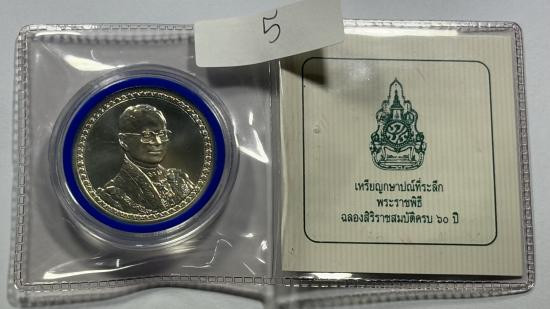 5
เหรียญกษาปณ์ที่ระลึก
พระราชพิธี
ฉลองสิริราชสมบัติครบ ๖๐ ปี